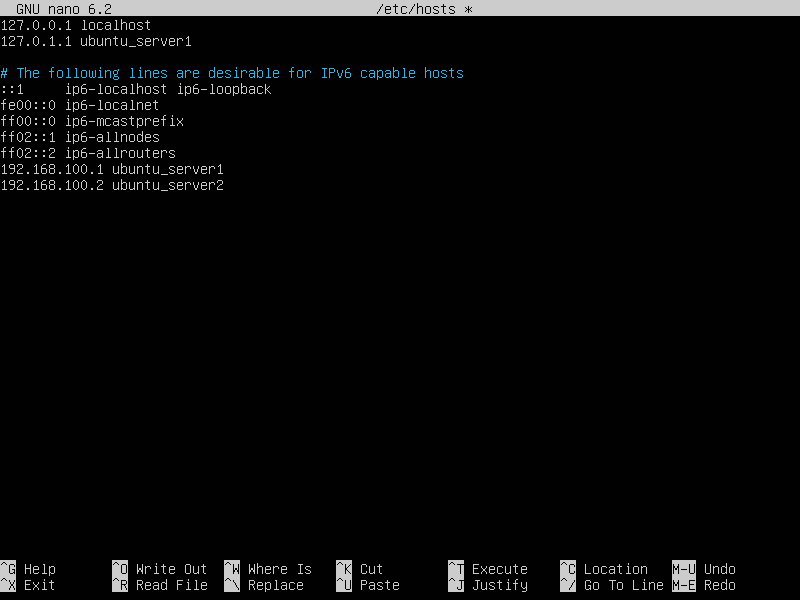 GNU nano 6.2 /etc/hosts *
127.0.0.1 localhost
127.0.1.1 ubuntu_server1
# The following lines are desirable for IPv6 capable hosts
::1     ip6-localhost ip6-loopback
fe00::0 ip6-localnet
ff00::0 ip6-mcastprefix
ff02::1 ip6-allnodes
ff02::2 ip6-allrouters
192.168.100.1 ubuntu_server1
192.168.100.2 ubuntu_server2
^G Help ^O Write Out ^W Where Is ^K Cut ^T Execute ^C Location M-U Undo
^X Exit ^R Read File ^\ Replace ^U Paste ^J Justify ^/ Go To Line M-E Redo